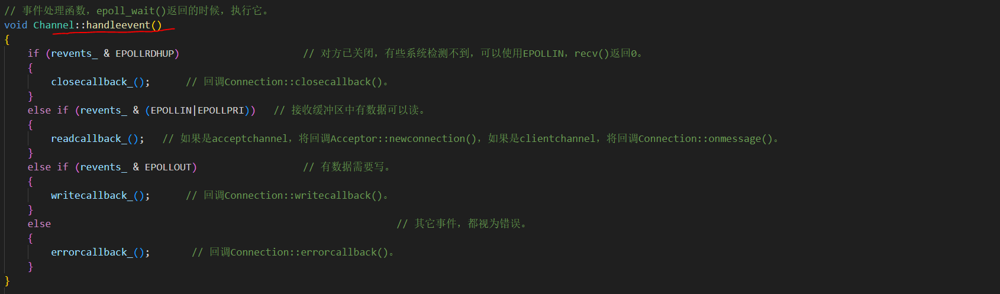 // 事件处理函数，epoll_wait()返回的时候，执行它。
void Channel::handleevent()
{
    if (revents_ & EPOLLRDHUP)                     // 对方已关闭，有些系统检测不到，可以使用EPOLLIN，recv()返回0。
    {
        closecallback_();      // 回调Connection::closecallback()。
    }
    else if (revents_ & (EPOLLIN|EPOLLPRI))   // 接收缓冲区中有数据可以读。
    {
        readcallback_();   // 如果是acceptchannel，将回调Acceptor::newconnection()，如果是clientchannel，将回调Connection::onmessage()。
    }
    else if (revents_ & EPOLLOUT)                  // 有数据需要写。
    {
        writecallback_();      // 回调Connection::writecallback()。
    }
    else                                                           // 其它事件，都视为错误。
    {
        errorcallback_();       // 回调Connection::errorcallback()。
    }
}